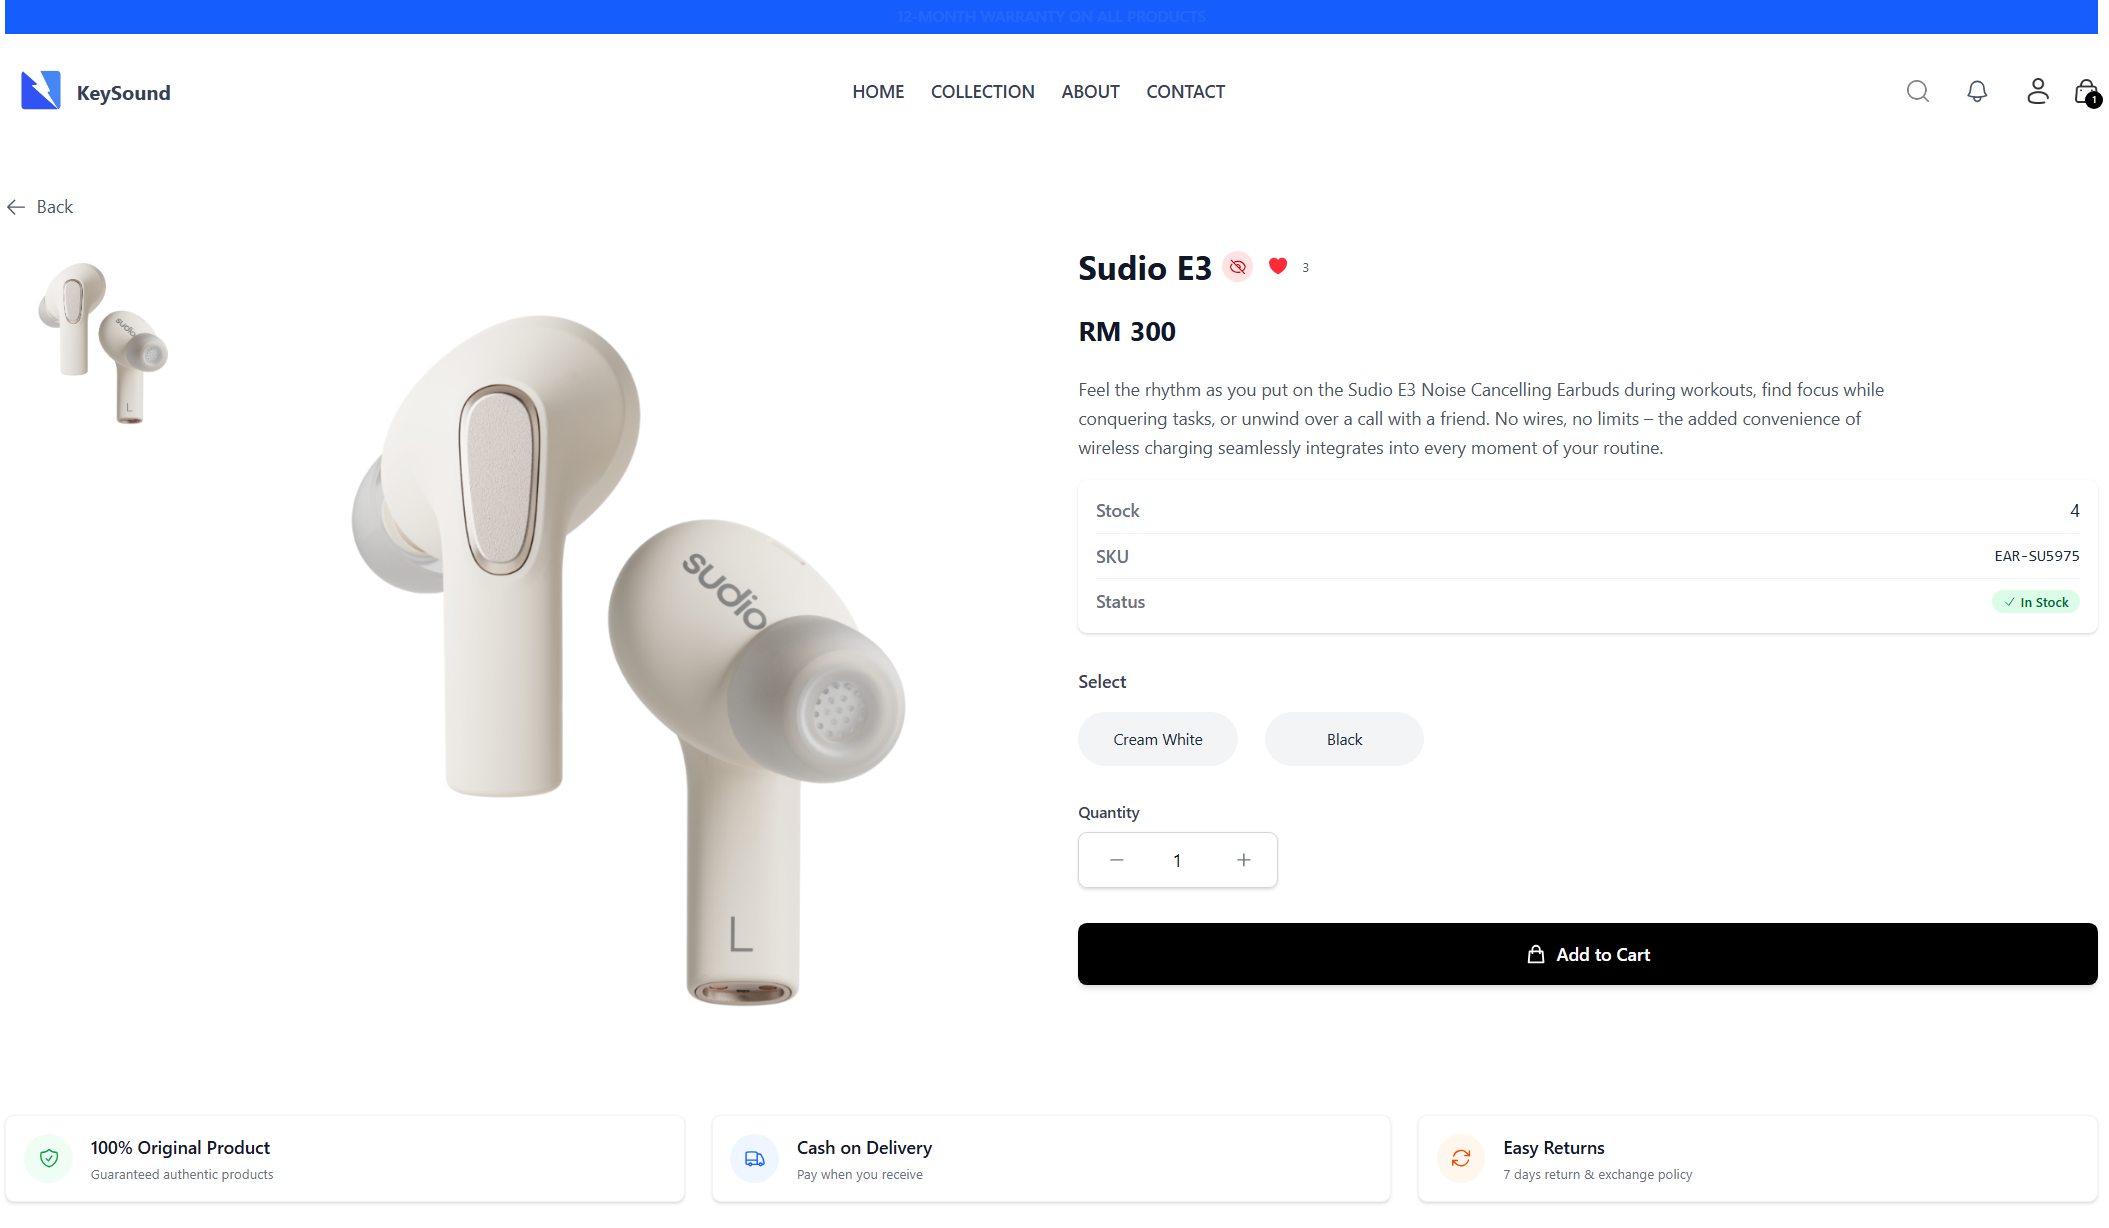 12-MONTH WARRANTY ON ALL PRODUCTS
KeySound
HOME COLLECTION ABOUT CONTACT
1
Back
sudio
L
sudio
L
Sudio E3
3
RM 300
Feel the rhythm as you put on the Sudio E3 Noise Cancelling Earbuds during workouts, find focus while
conquering tasks, or unwind over a call with a friend. No wires, no limits – the added convenience of
wireless charging seamlessly integrates into every moment of your routine.
Stock 4
SKU EAR-SU5975
Status In Stock
Select
Cream White Black
Quantity
1
Add to Cart
100% Original Product
Guaranteed authentic products
Cash on Delivery
Pay when you receive
Easy Returns
7 days return & exchange policy